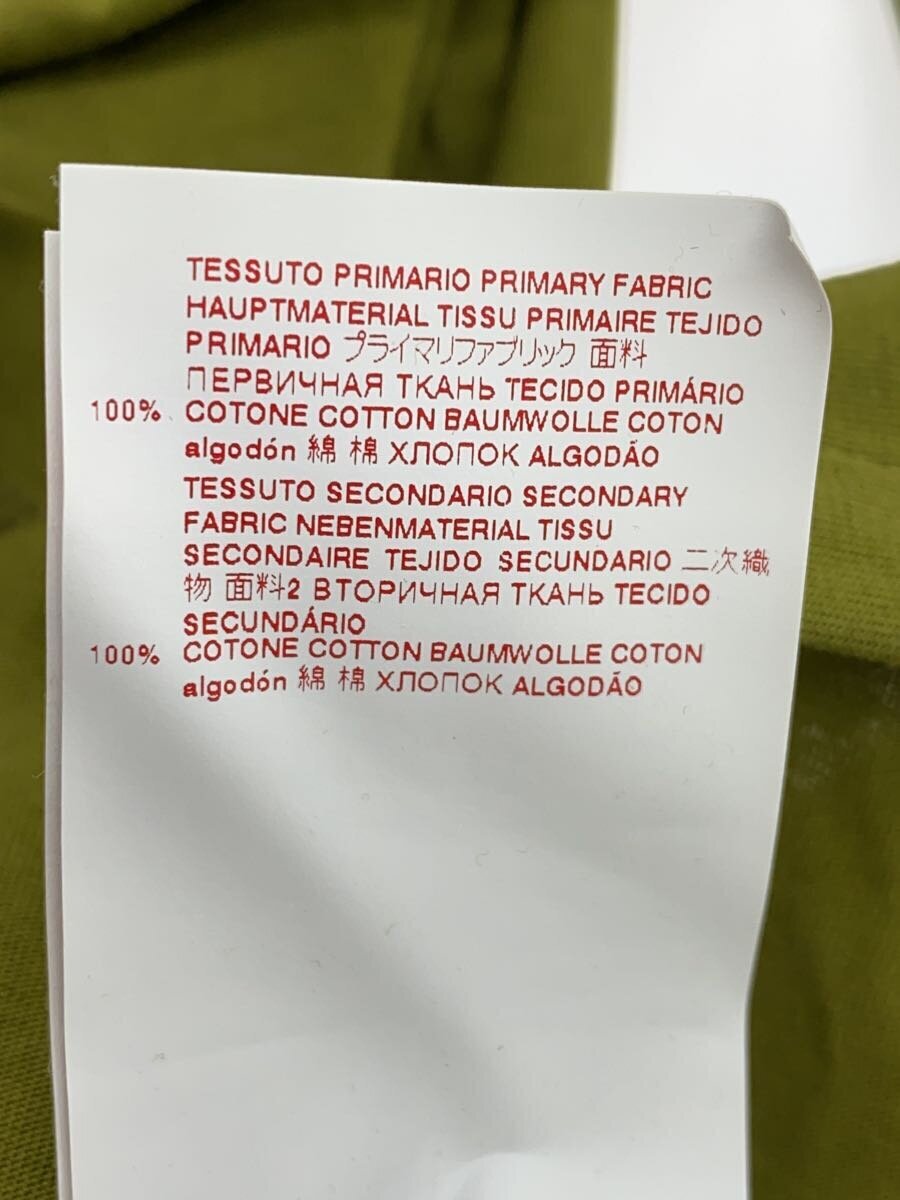 TESSUTO PRIMARIO PRIMARY FABRIC
HAUPTMATERIAL TISSU PRIMAIRE TEJIDO
PRIMARIO プライマリファブリック 面料
ПЕРВИЧНАЯ ТКАНЬ TECIDO PRIMÁRIO
100% COTONE COTTON BAUMWOLLE COTON
algodón 綿 棉 ХЛОПОК ALGODÃO
TESSUTO SECONDARIO SECONDARY
FABRIC NEBENMATERIAL TISSU
SECONDAIRE TEJIDO SECUNDARIO 二次織
物 面料2 ВТОРИЧНАЯ ТКАНЬ TECIDO
SECUNDÁRIO
100% COTONE COTTON BAUMWOLLE COTON
algodón 綿 棉 ХЛОПОК ALGODÃO